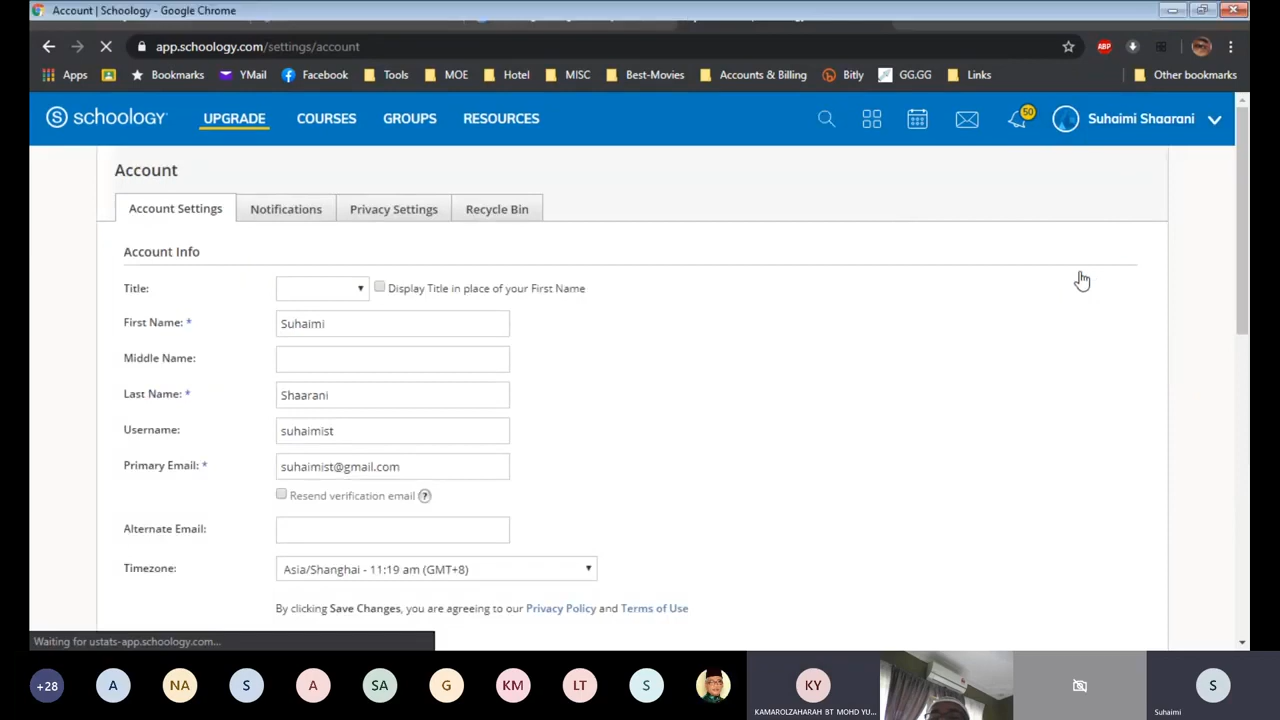 Account | Schoology - Google Chrome
app.schoology.com/settings/account
ABP
Apps Bookmarks YMail Facebook Tools MOE Hotel MISC Best-Movies Accounts & Billing Bitly GG.GG Links Other bookmarks
S schoology UPGRADE COURSES GROUPS RESOURCES 50 Suhaimi Shaarani
Account
Account Settings Notifications Privacy Settings Recycle Bin
Account Info
Title: Display Title in place of your First Name
First Name: * Suhaimi
Middle Name:
Last Name: * Shaarani
Username: suhaimist
Primary Email: * suhaimist@gmail.com
Resend verification email ?
Alternate Email:
Timezone: Asia/Shanghai - 11:19 am (GMT+8)
By clicking Save Changes, you are agreeing to our Privacy Policy and Terms of Use
Waiting for ustats-app.schoology.com...
+28 A NA S A SA G KM LT S KY S
KAMAROLZAHARAH BT MOHD YU... Suhaimi